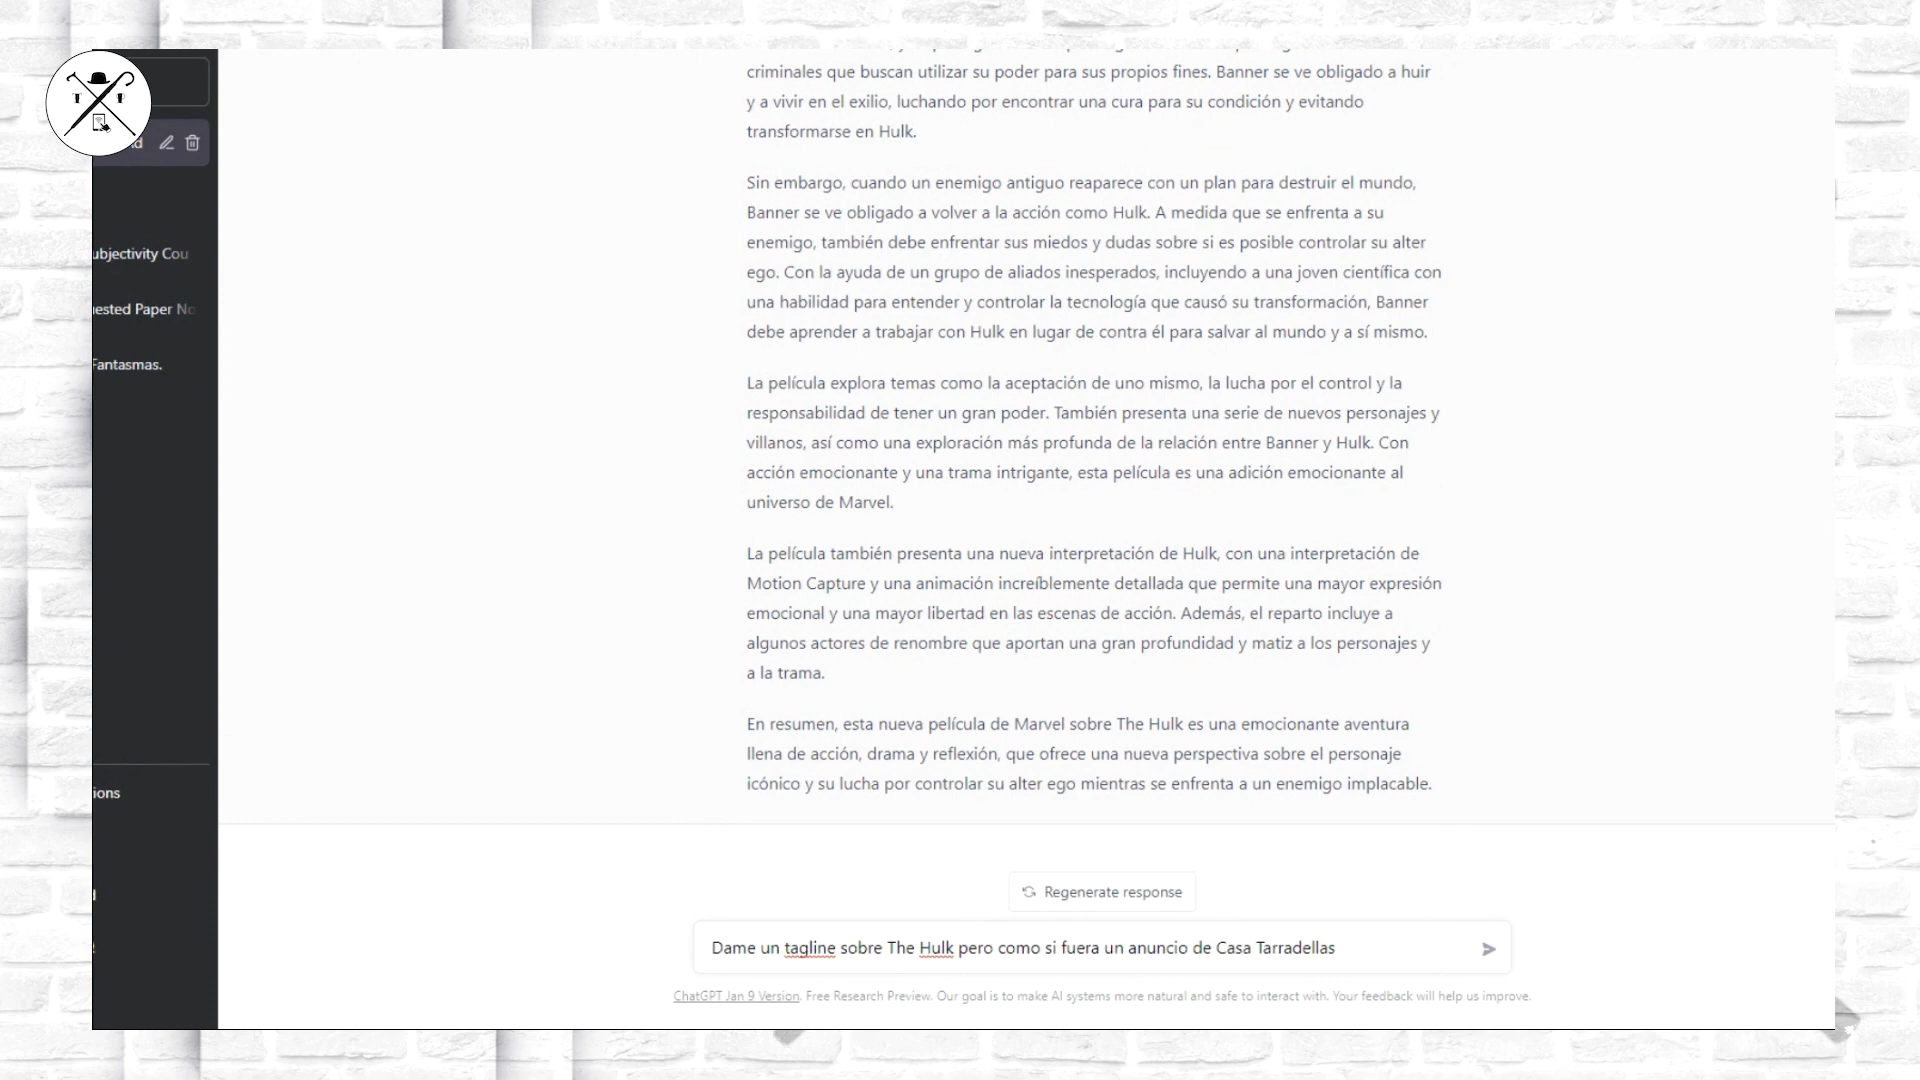 criminales que buscan utilizar su poder para sus propios fines. Banner se ve obligado a huir
y a vivir en el exilio, luchando por encontrar una cura para su condición y evitando
transformarse en Hulk.
Sin embargo, cuando un enemigo antiguo reaparece con un plan para destruir el mundo,
Banner se ve obligado a volver a la acción como Hulk. A medida que se enfrenta a su
enemigo, también debe enfrentar sus miedos y dudas sobre si es posible controlar su alter
ego. Con la ayuda de un grupo de aliados inesperados, incluyendo a una joven científica con
una habilidad para entender y controlar la tecnología que causó su transformación, Banner
debe aprender a trabajar con Hulk en lugar de contra él para salvar al mundo y a sí mismo.
La película explora temas como la aceptación de uno mismo, la lucha por el control y la
responsabilidad de tener un gran poder. También presenta una serie de nuevos personajes y
villanos, así como una exploración más profunda de la relación entre Banner y Hulk. Con
acción emocionante y una trama intrigante, esta película es una adición emocionante al
universo de Marvel.
La película también presenta una nueva interpretación de Hulk, con una interpretación de
Motion Capture y una animación increíblemente detallada que permite una mayor expresión
emocional y una mayor libertad en las escenas de acción. Además, el reparto incluye a
algunos actores de renombre que aportan una gran profundidad y matiz a los personajes y
a la trama.
En resumen, esta nueva película de Marvel sobre The Hulk es una emocionante aventura
llena de acción, drama y reflexión, que ofrece una nueva perspectiva sobre el personaje
icónico y su lucha por controlar su alter ego mientras se enfrenta a un enemigo implacable.
T P
ubjectivity Cou
uested Paper No
Fantasmas.
ions
Regenerate response
Dame un tagline sobre The Hulk pero como si fuera un anuncio de Casa Tarradellas
ChatGPT Jan 9 Version. Free Research Preview. Our goal is to make AI systems more natural and safe to interact with. Your feedback will help us improve.